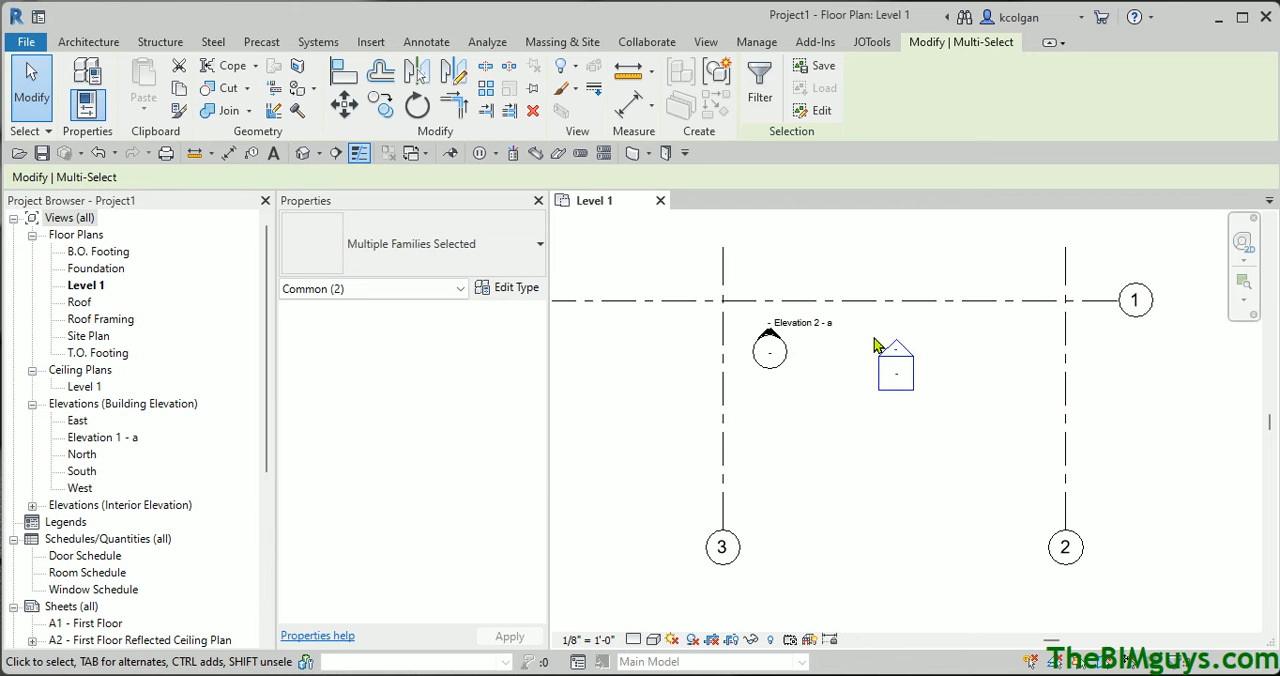 Project1 - Floor Plan: Level 1
kcolgan
File
Architecture
Structure
Steel
Precast
Systems
Insert
Annotate
Analyze
Massing & Site
Collaborate
View
Manage
Add-Ins
JOTools
Modify | Multi-Select
Modify
Paste
Cope
Cut
Join
Filter
Save
Load
Edit
Select
Properties
Clipboard
Geometry
Modify
View
Measure
Create
Selection
Modify | Multi-Select
Project Browser - Project1
Views (all)
Floor Plans
B.O. Footing
Foundation
Level 1
Roof
Roof Framing
Site Plan
T.O. Footing
Ceiling Plans
Level 1
Elevations (Building Elevation)
East
Elevation 1 - a
North
South
West
Elevations (Interior Elevation)
Legends
Schedules/Quantities (all)
Door Schedule
Room Schedule
Window Schedule
Sheets (all)
A1 - First Floor
A2 - First Floor Reflected Ceiling Plan
Properties
Multiple Families Selected
Common (2)
Edit Type
Properties help
Apply
Level 1
2D
1
- Elevation 2 - a
-
-
-
3
2
1/8" = 1'-0"
Click to select, TAB for alternates, CTRL adds, SHIFT unsele
:0
Main Model
TheBIMguys.com